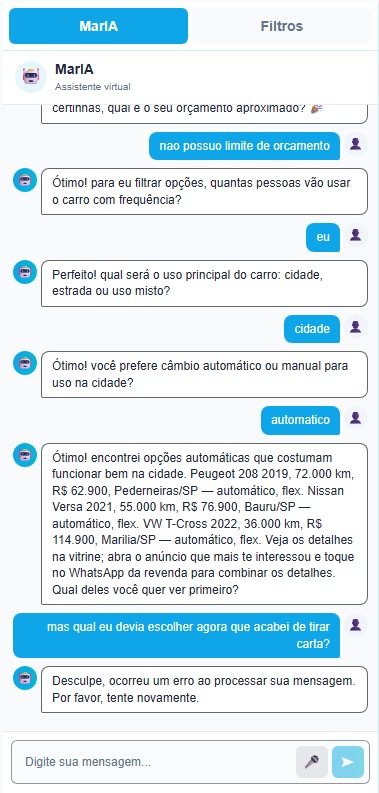 MarIA
Filtros
MarIA
Assistente virtual
certinhas, qual e o seu orçamento aproximado? 🎉
nao possuo limite de orcamento
Ótimo! para eu filtrar opções, quantas pessoas vão usar
o carro com frequência?
eu
Perfeito! qual será o uso principal do carro: cidade,
estrada ou uso misto?
cidade
Ótimo! você prefere câmbio automático ou manual para
uso na cidade?
automatico
Ótimo! encontrei opções automáticas que costumam
funcionar bem na cidade. Peugeot 208 2019, 72.000 km,
R$ 62.900, Pederneiras/SP — automático, flex. Nissan
Versa 2021, 55.000 km, R$ 76.900, Bauru/SP —
automático, flex. VW T-Cross 2022, 36.000 km, R$
114.900, Marilia/SP — automático, flex. Veja os detalhes
na vitrine; abra o anúncio que mais te interessou e toque
no WhatsApp da revenda para combinar os detalhes.
Qual deles você quer ver primeiro?
mas qual eu devia escolher agora que acabei de tirar
carta?
Desculpe, ocorreu um erro ao processar sua mensagem.
Por favor, tente novamente.
Digite sua mensagem...